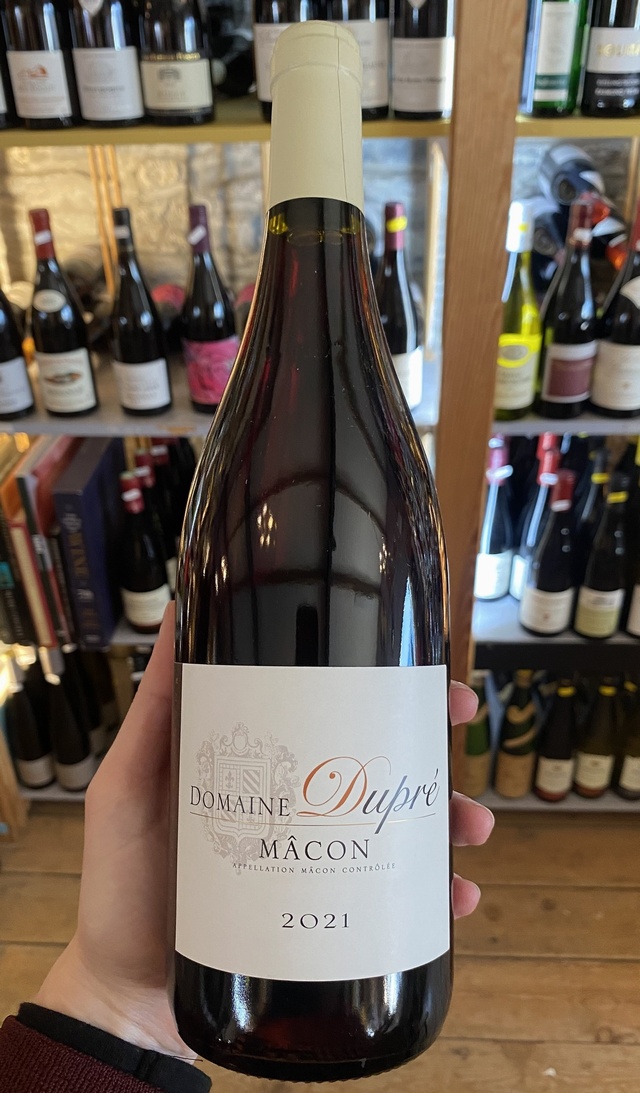 DOMAINE Dupré
MÂCON
APPELLATION MÂCON CONTRÔLÉE
2021